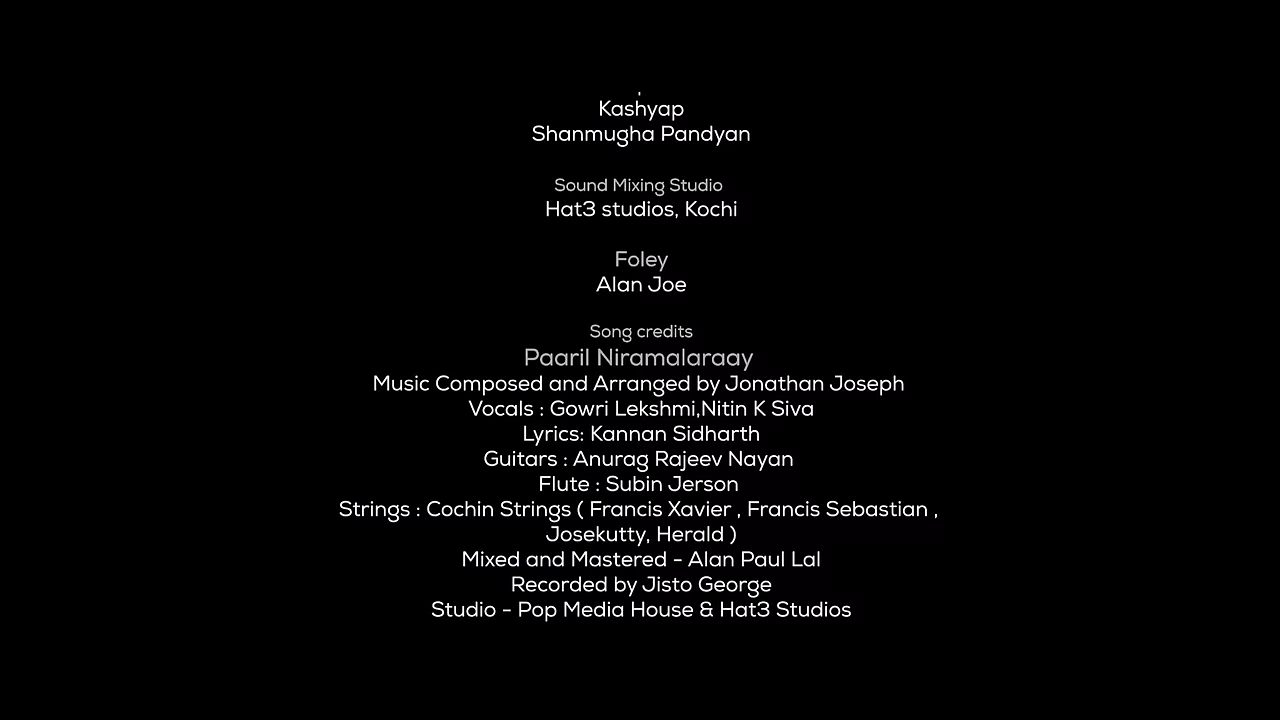 Kashyap
Shanmugha Pandyan
Sound Mixing Studio
Hat3 studios, Kochi
Foley
Alan Joe
Song credits
Paaril Niramalaraay
Music Composed and Arranged by Jonathan Joseph
Vocals : Gowri Lekshmi,Nitin K Siva
Lyrics: Kannan Sidharth
Guitars : Anurag Rajeev Nayan
Flute : Subin Jerson
Strings : Cochin Strings ( Francis Xavier , Francis Sebastian ,
Josekutty, Herald )
Mixed and Mastered - Alan Paul Lal
Recorded by Jisto George
Studio - Pop Media House & Hat3 Studios